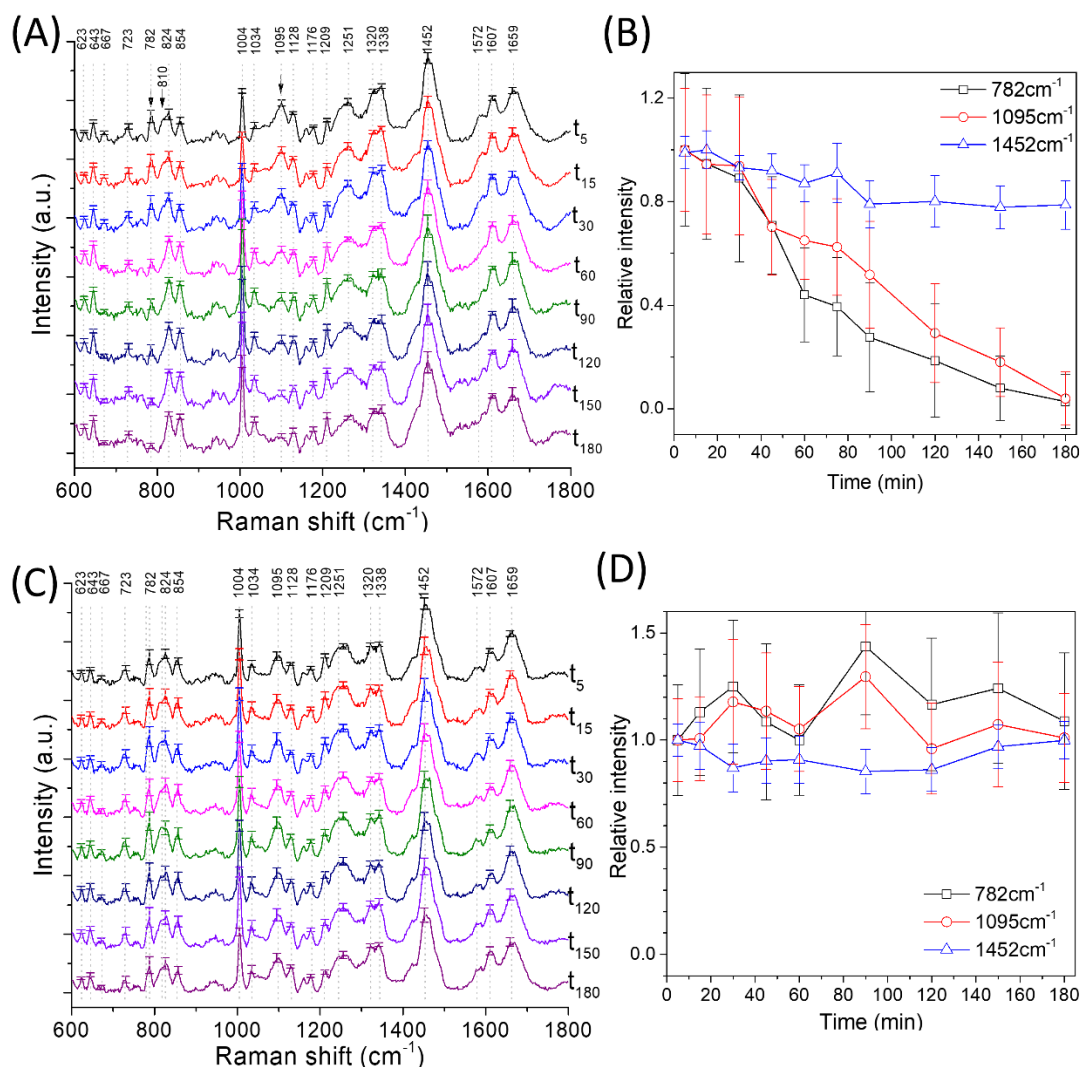 (A)
623 643 667 723 782 810 824 854 1004 1034 1095 1128 1176 1209 1251 1320 1338 1452 1572 1607 1659
t5
t15
t30
t60
t90
t120
t150
t180
Intensity (a.u.)
600 800 1000 1200 1400 1600 1800
Raman shift (cm-1)
(B)
782cm-1
1095cm-1
1452cm-1
1.2
0.8
0.4
0.0
Relative intensity
0 20 40 60 80 100 120 140 160 180
Time (min)
(C)
623 643 667 723 782 824 854 1004 1034 1095 1128 1176 1209 1251 1320 1338 1452 1572 1607 1659
t5
t15
t30
t60
t90
t120
t150
t180
Intensity (a.u.)
600 800 1000 1200 1400 1600 1800
Raman shift (cm-1)
(D)
1.5
1.0
0.5
0.0
Relative intensity
782cm-1
1095cm-1
1452cm-1
0 20 40 60 80 100 120 140 160 180
Time (min)